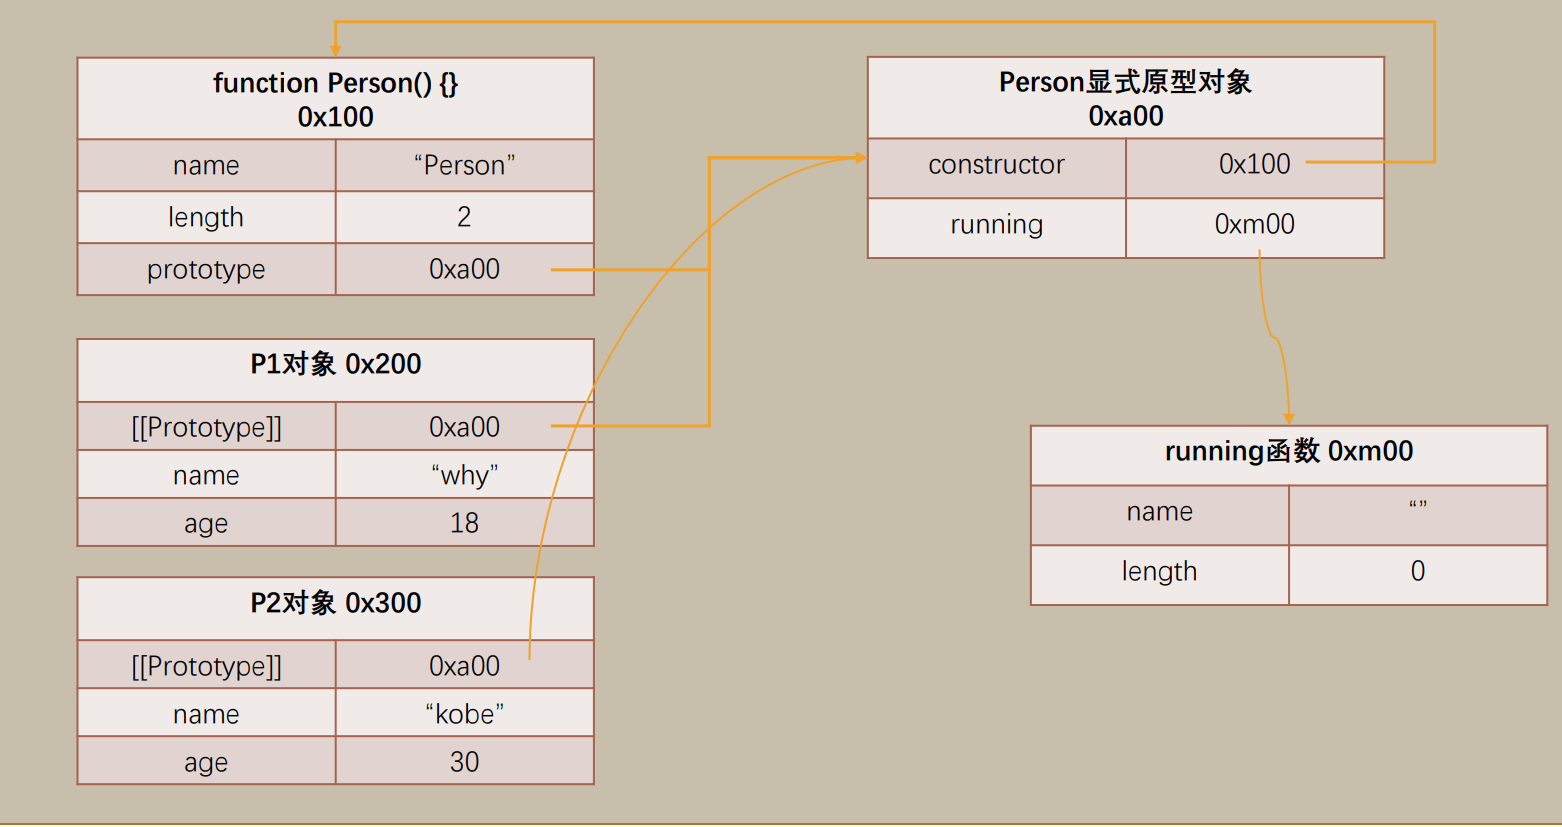 function Person() {}
0x100
name “Person”
length 2
prototype 0xa00
Person显式原型对象
0xa00
constructor 0x100
running 0xm00
P1对象 0x200
[[Prototype]] 0xa00
name “why”
age 18
running函数 0xm00
name “”
length 0
P2对象 0x300
[[Prototype]] 0xa00
name “kobe”
age 30